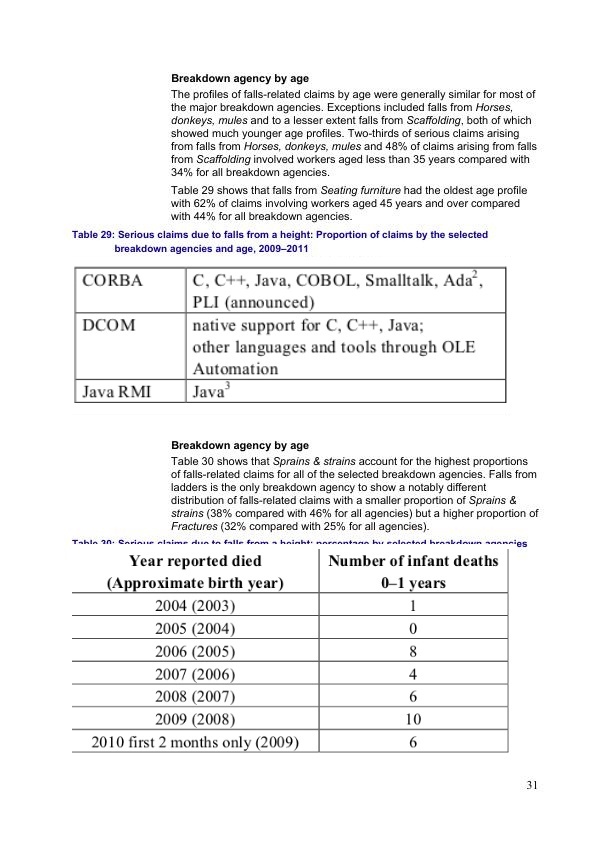 Breakdown agency by age
The profiles of falls-related claims by age were generally similar for most of
the major breakdown agencies. Exceptions included falls from Horses,
donkeys, mules and to a lesser extent falls from Scaffolding, both of which
showed much younger age profiles. Two-thirds of serious claims arising
from falls from Horses, donkeys, mules and 48% of claims arising from falls
from Scaffolding involved workers aged less than 35 years compared with
34% for all breakdown agencies.
Table 29 shows that falls from Seating furniture had the oldest age profile
with 62% of claims involving workers aged 45 years and over compared
with 44% for all breakdown agencies.
Table 29: Serious claims due to falls from a height: Proportion of claims by the selected
breakdown agencies and age, 2009–2011
CORBA C, C++, Java, COBOL, Smalltalk, Ada2,
PLI (announced)
DCOM native support for C, C++, Java;
other languages and tools through OLE
Automation
Java RMI Java3
Breakdown agency by age
Table 30 shows that Sprains & strains account for the highest proportions
of falls-related claims for all of the selected breakdown agencies. Falls from
ladders is the only breakdown agency to show a notably different
distribution of falls-related claims with a smaller proportion of Sprains &
strains (38% compared with 46% for all agencies) but a higher proportion of
Fractures (32% compared with 25% for all agencies).
Table 30: Serious claims due to falls from a height: percentage by selected breakdown agencies
Year reported died Number of infant deaths
(Approximate birth year) 0–1 years
2004 (2003) 1
2005 (2004) 0
2006 (2005) 8
2007 (2006) 4
2008 (2007) 6
2009 (2008) 10
2010 first 2 months only (2009) 6
31